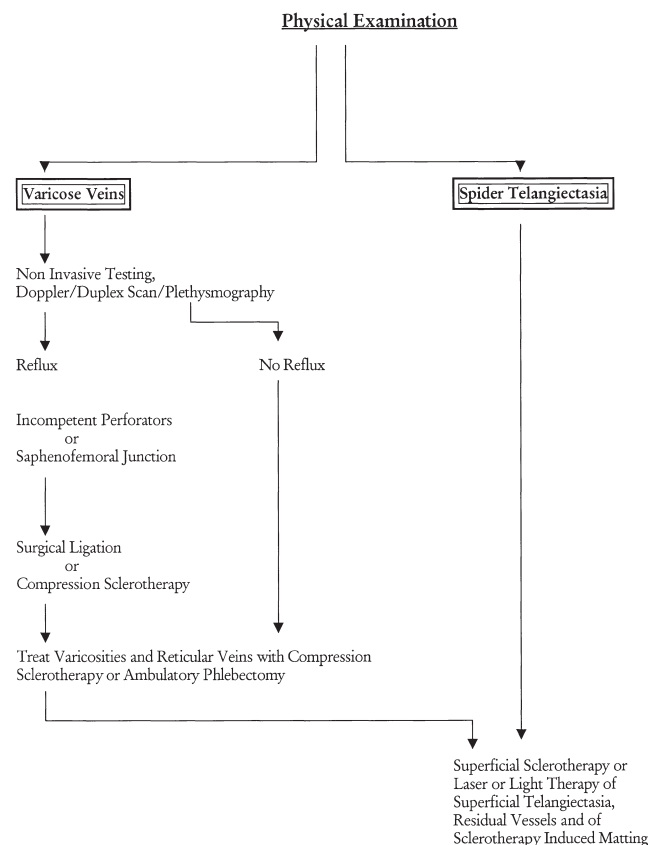 Physical Examination
Varicose Veins
Spider Telangiectasia
Non Invasive Testing,
Doppler/Duplex Scan/Plethysmography
Reflux
No Reflux
Incompetent Perforators
or
Saphenofemoral Junction
Surgical Ligation
or
Compression Sclerotherapy
Treat Varicosities and Reticular Veins with Compression
Sclerotherapy or Ambulatory Phlebectomy
Superficial Sclerotherapy or
Laser or Light Therapy of
Superficial Telangiectasia,
Residual Vessels and of
Sclerotherapy Induced Matting